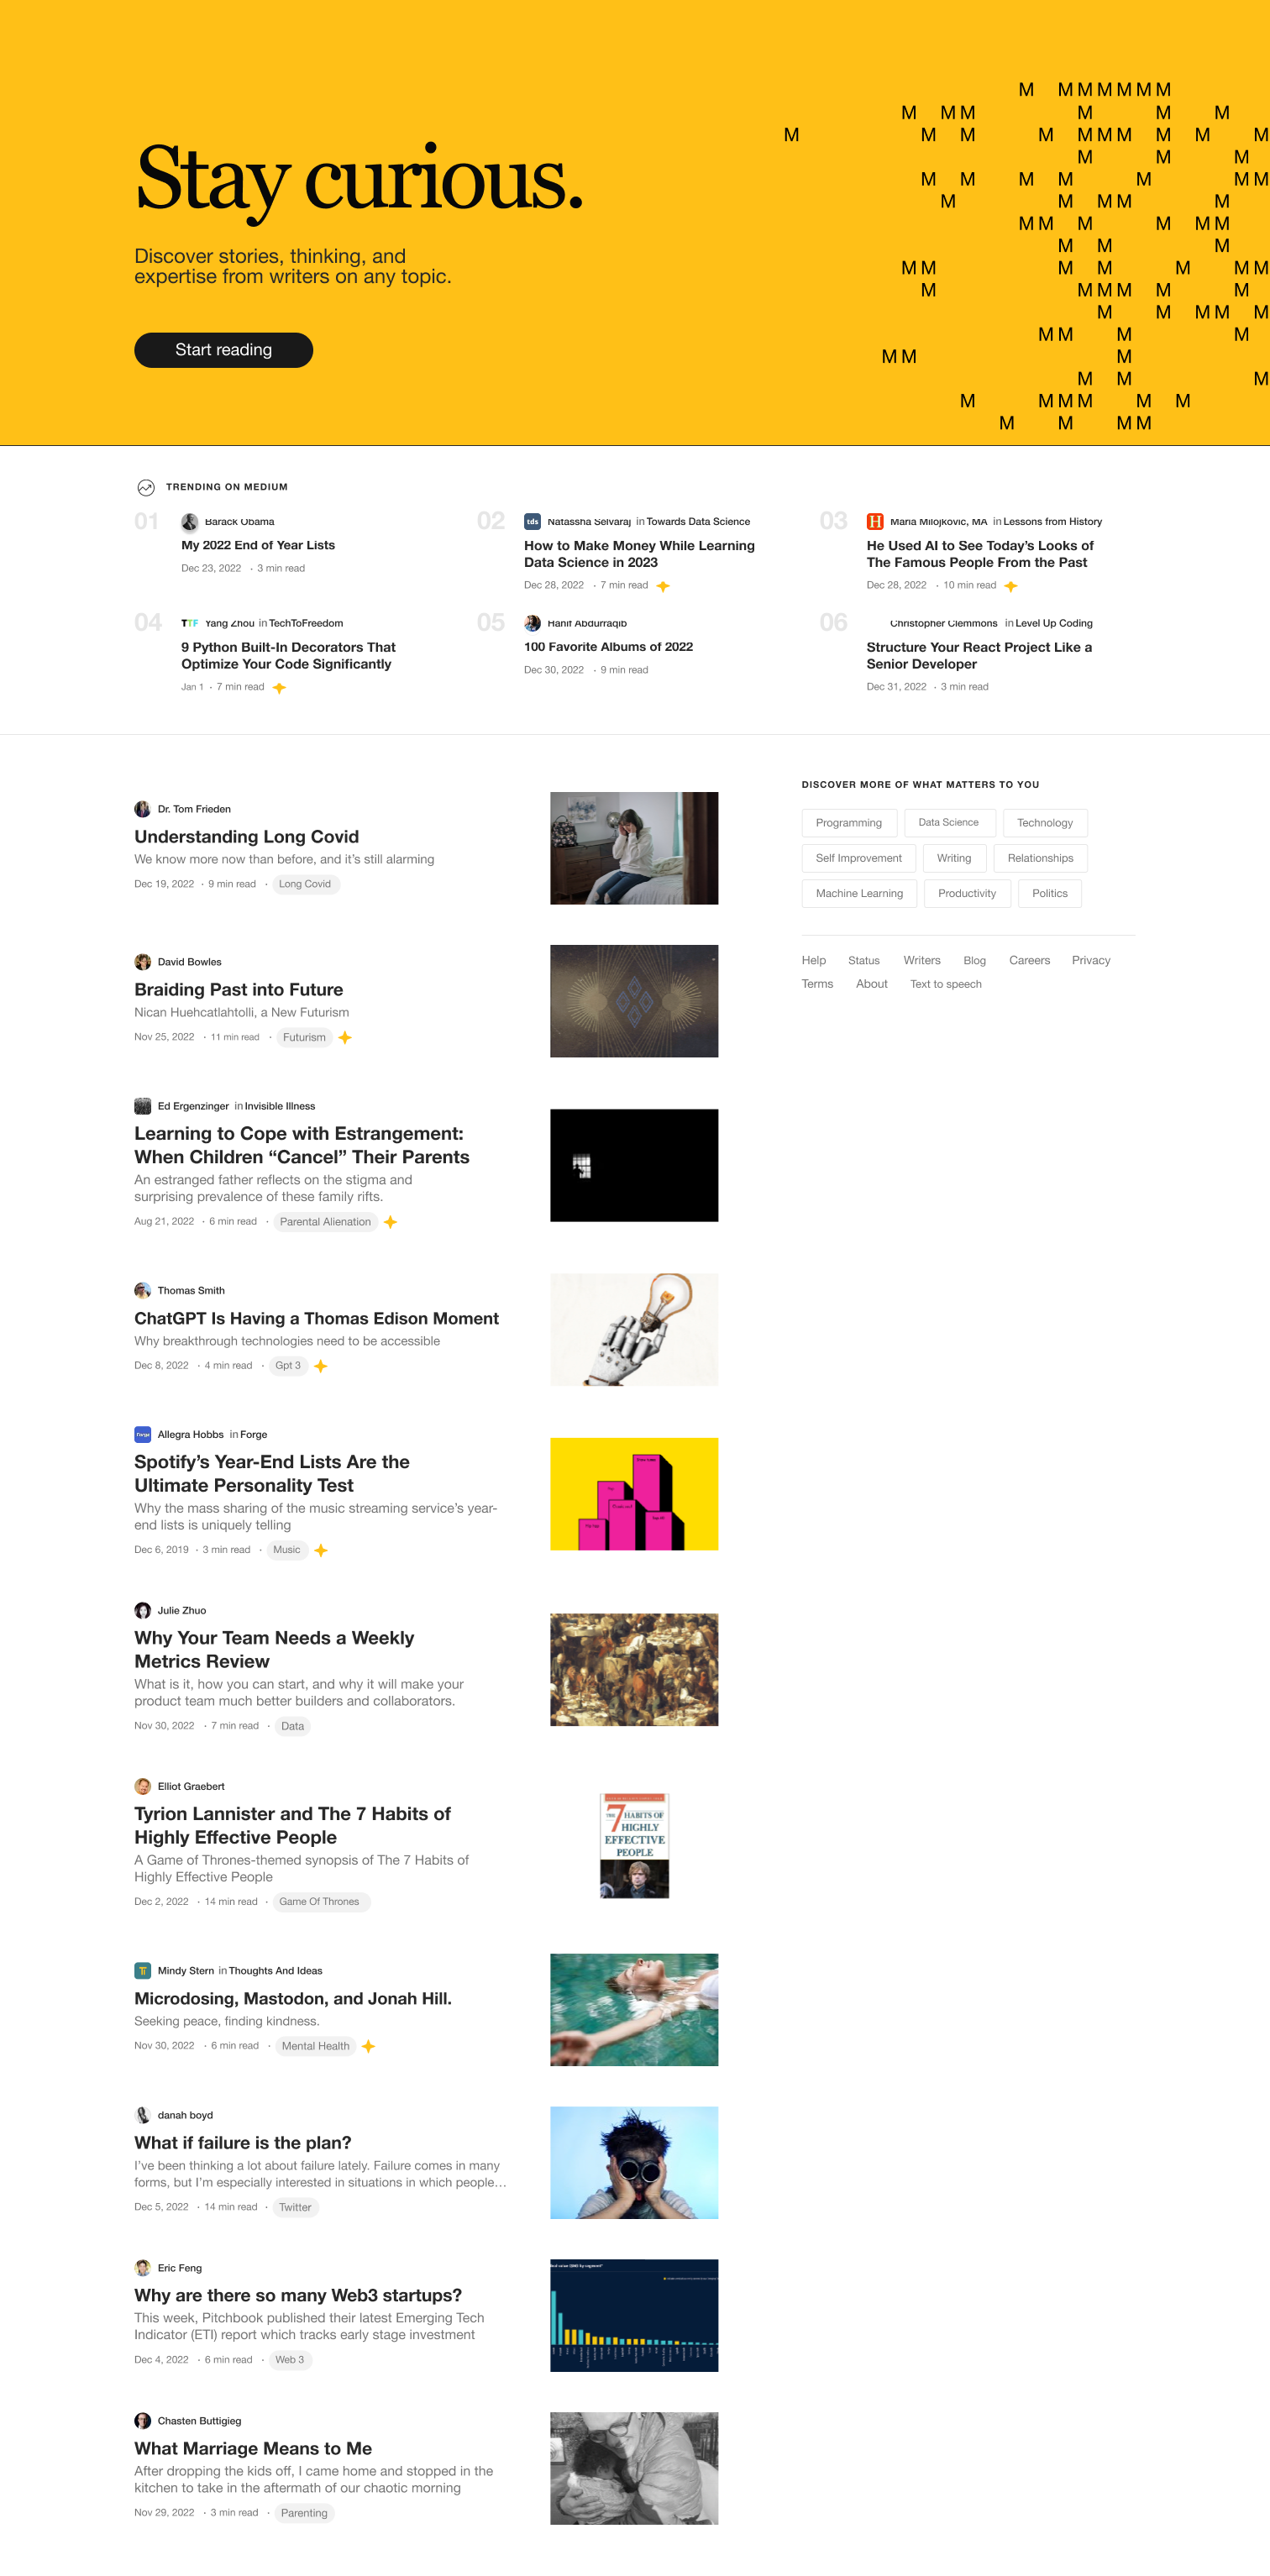 Stay curious.
Discover stories, thinking, and
expertise from writers on any topic.
Start reading
M M M M M M M
M M M M M M
M M M M M M M M M M
M M M
M M M M M M M
M M M M M
M M M M M M
M M M
M M M M M M M
M M M M M M
M M M M M
M M M M
M M M
M M M
M M M M M M
M M M M
TRENDING ON MEDIUM
01
Barack Obama
My 2022 End of Year Lists
Dec 23, 2022 · 3 min read
02
tds
Natassha Selvaraj in Towards Data Science
How to Make Money While Learning
Data Science in 2023
Dec 28, 2022 · 7 min read
03
H
Maria Milojković, MA in Lessons from History
He Used AI to See Today’s Looks of
The Famous People From the Past
Dec 28, 2022 · 10 min read
04
TTF
Yang Zhou in TechToFreedom
9 Python Built-In Decorators That
Optimize Your Code Significantly
Jan 1 · 7 min read
05
Hanif Abdurraqib
100 Favorite Albums of 2022
Dec 30, 2022 · 9 min read
06
Christopher Clemmons in Level Up Coding
Structure Your React Project Like a
Senior Developer
Dec 31, 2022 · 3 min read
Dr. Tom Frieden
Understanding Long Covid
We know more now than before, and it’s still alarming
Dec 19, 2022 · 9 min read · Long Covid
David Bowles
Braiding Past into Future
Nican Huehcatlahtolli, a New Futurism
Nov 25, 2022 · 11 min read · Futurism
Ed Ergenzinger in Invisible Illness
Learning to Cope with Estrangement:
When Children “Cancel” Their Parents
An estranged father reflects on the stigma and
surprising prevalence of these family rifts.
Aug 21, 2022 · 6 min read · Parental Alienation
Thomas Smith
ChatGPT Is Having a Thomas Edison Moment
Why breakthrough technologies need to be accessible
Dec 8, 2022 · 4 min read · Gpt 3
Forge
Allegra Hobbs in Forge
Spotify’s Year-End Lists Are the
Ultimate Personality Test
Why the mass sharing of the music streaming service’s year-
end lists is uniquely telling
Dec 6, 2019 · 3 min read · Music
Julie Zhuo
Why Your Team Needs a Weekly
Metrics Review
What is it, how you can start, and why it will make your
product team much better builders and collaborators.
Nov 30, 2022 · 7 min read · Data
Elliot Graebert
Tyrion Lannister and The 7 Habits of
Highly Effective People
A Game of Thrones-themed synopsis of The 7 Habits of
Highly Effective People
Dec 2, 2022 · 14 min read · Game Of Thrones
THE 7 HABITS OF
HIGHLY
EFFECTIVE
PEOPLE
Mindy Stern in Thoughts And Ideas
Microdosing, Mastodon, and Jonah Hill.
Seeking peace, finding kindness.
Nov 30, 2022 · 6 min read · Mental Health
danah boyd
What if failure is the plan?
I’ve been thinking a lot about failure lately. Failure comes in many
forms, but I’m especially interested in situations in which people…
Dec 5, 2022 · 14 min read · Twitter
Eric Feng
Why are there so many Web3 startups?
This week, Pitchbook published their latest Emerging Tech
Indicator (ETI) report which tracks early stage investment
Dec 4, 2022 · 6 min read · Web 3
Chasten Buttigieg
What Marriage Means to Me
After dropping the kids off, I came home and stopped in the
kitchen to take in the aftermath of our chaotic morning
Nov 29, 2022 · 3 min read · Parenting
DISCOVER MORE OF WHAT MATTERS TO YOU
Programming Data Science Technology
Self Improvement Writing Relationships
Machine Learning Productivity Politics
Help Status Writers Blog Careers Privacy
Terms About Text to speech